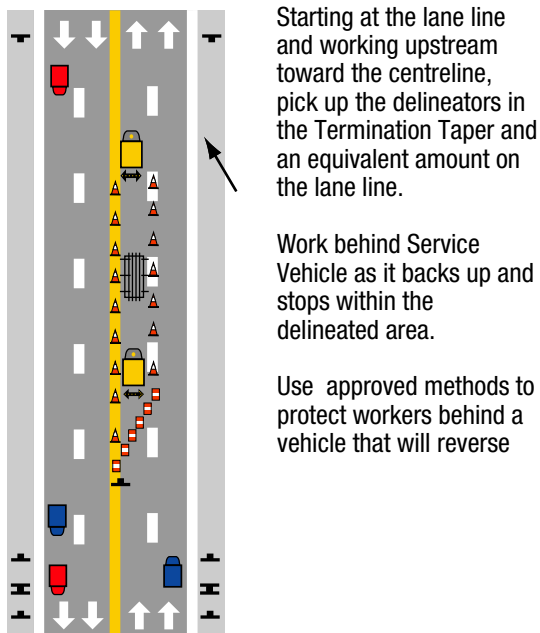 Starting at the lane line
and working upstream
toward the centreline,
pick up the delineators in
the Termination Taper and
an equivalent amount on
the lane line.
Work behind Service
Vehicle as it backs up and
stops within the
delineated area.
Use approved methods to
protect workers behind a
vehicle that will reverse